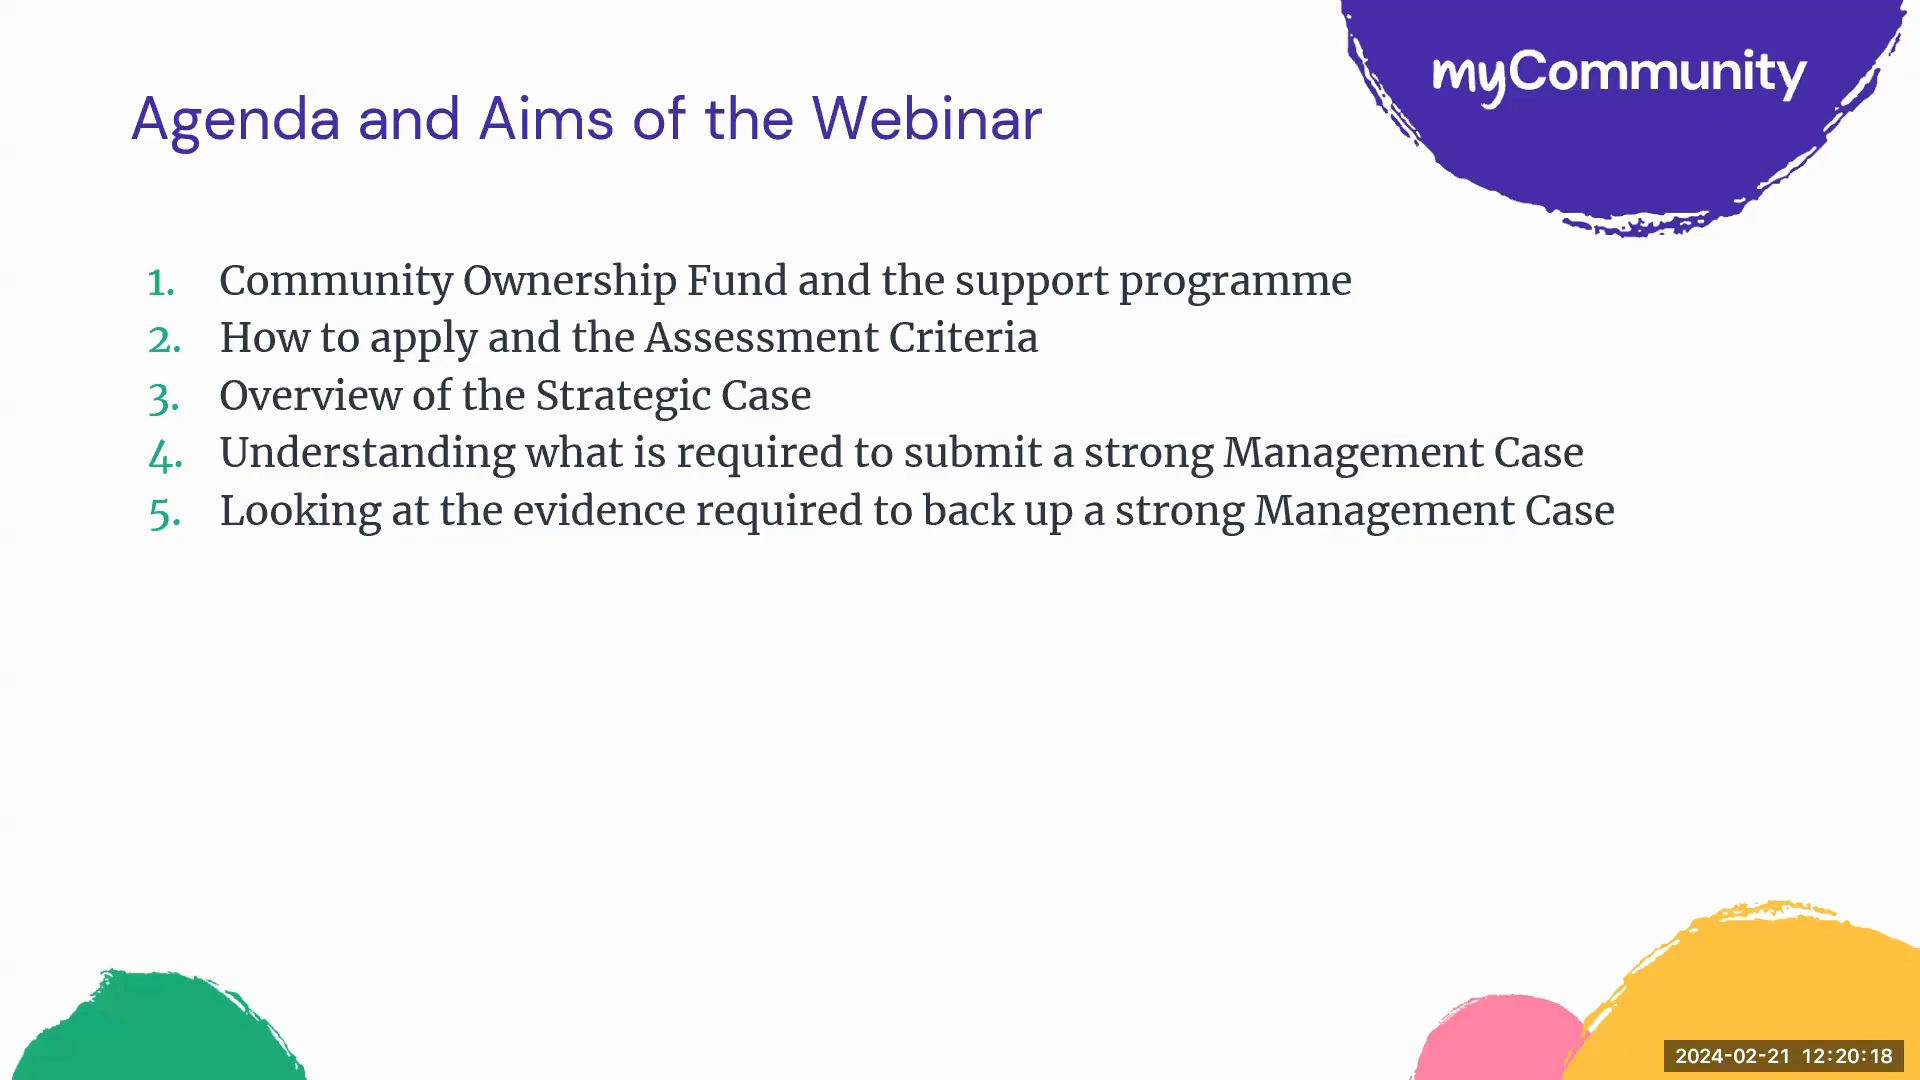 myCommunity
Agenda and Aims of the Webinar
1. Community Ownership Fund and the support programme
2. How to apply and the Assessment Criteria
3. Overview of the Strategic Case
4. Understanding what is required to submit a strong Management Case
5. Looking at the evidence required to back up a strong Management Case
2024-02-21 12:20:18